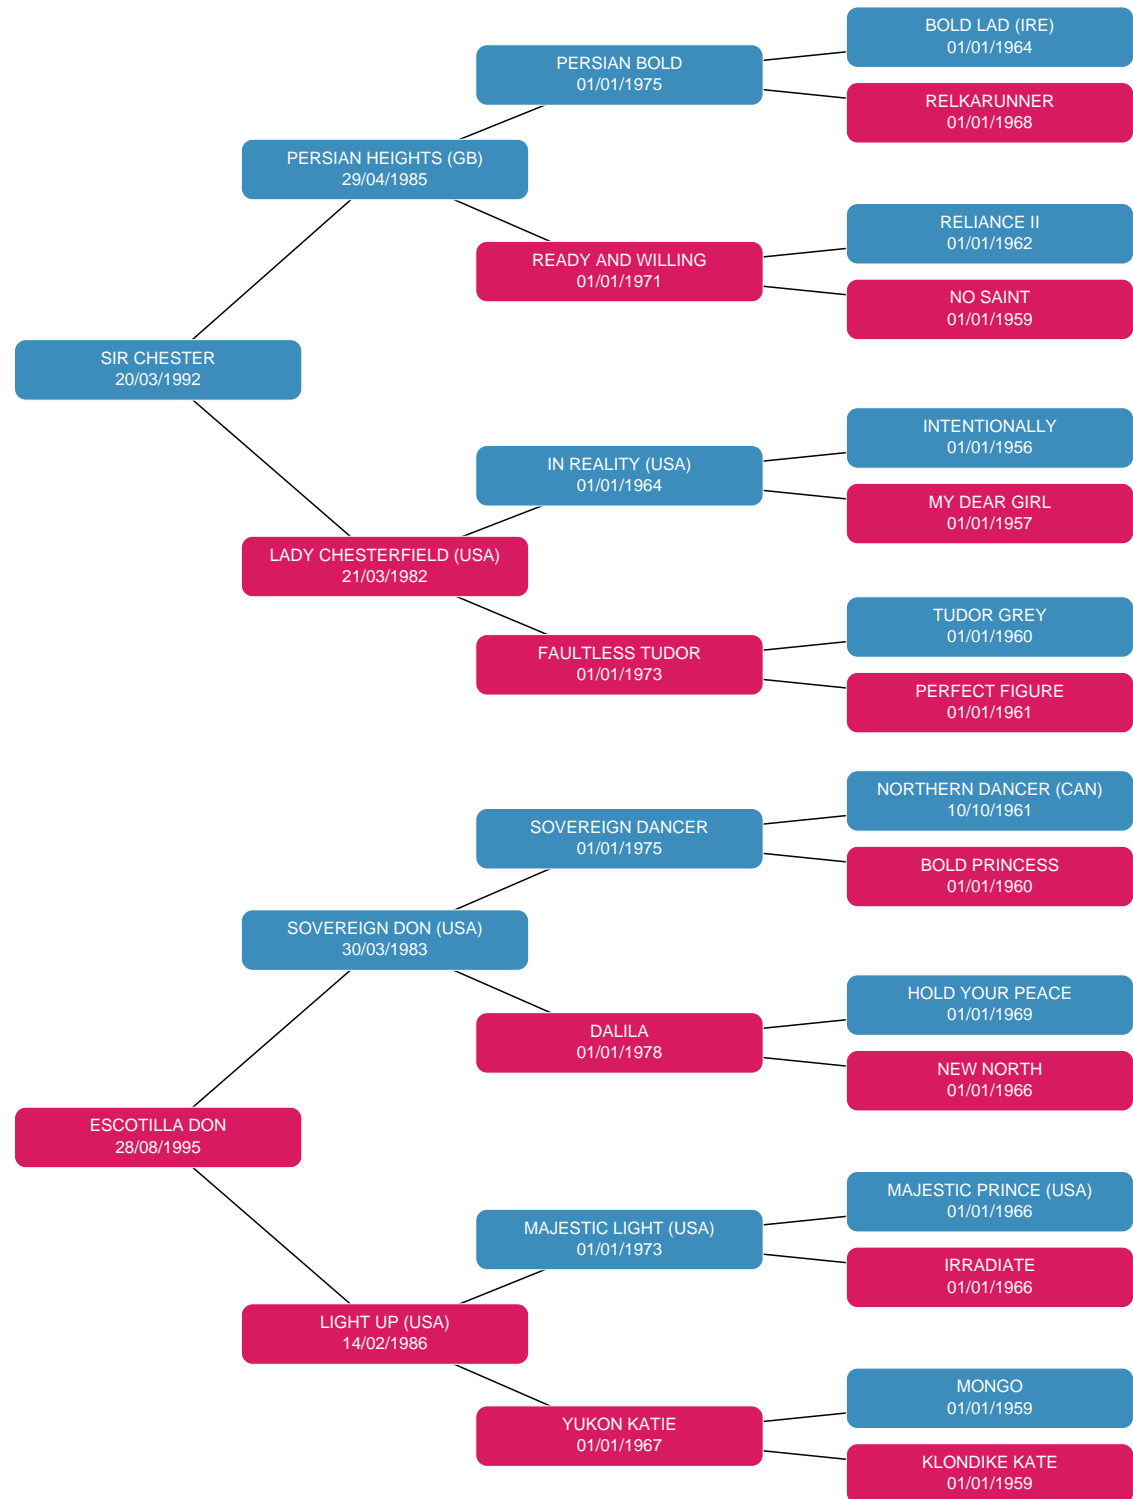 BOLD LAD (IRE)
01/01/1964
PERSIAN BOLD
01/01/1975
RELKARUNNER
01/01/1968
PERSIAN HEIGHTS (GB)
29/04/1985
RELIANCE II
01/01/1962
READY AND WILLING
01/01/1971
NO SAINT
01/01/1959
SIR CHESTER
20/03/1992
INTENTIONALLY
01/01/1956
IN REALITY (USA)
01/01/1964
MY DEAR GIRL
01/01/1957
LADY CHESTERFIELD (USA)
21/03/1982
TUDOR GREY
01/01/1960
FAULTLESS TUDOR
01/01/1973
PERFECT FIGURE
01/01/1961
NORTHERN DANCER (CAN)
10/10/1961
SOVEREIGN DANCER
01/01/1975
BOLD PRINCESS
01/01/1960
SOVEREIGN DON (USA)
30/03/1983
HOLD YOUR PEACE
01/01/1969
DALILA
01/01/1978
NEW NORTH
01/01/1966
ESCOTILLA DON
28/08/1995
MAJESTIC PRINCE (USA)
01/01/1966
MAJESTIC LIGHT (USA)
01/01/1973
IRRADIATE
01/01/1966
LIGHT UP (USA)
14/02/1986
MONGO
01/01/1959
YUKON KATIE
01/01/1967
KLONDIKE KATE
01/01/1959